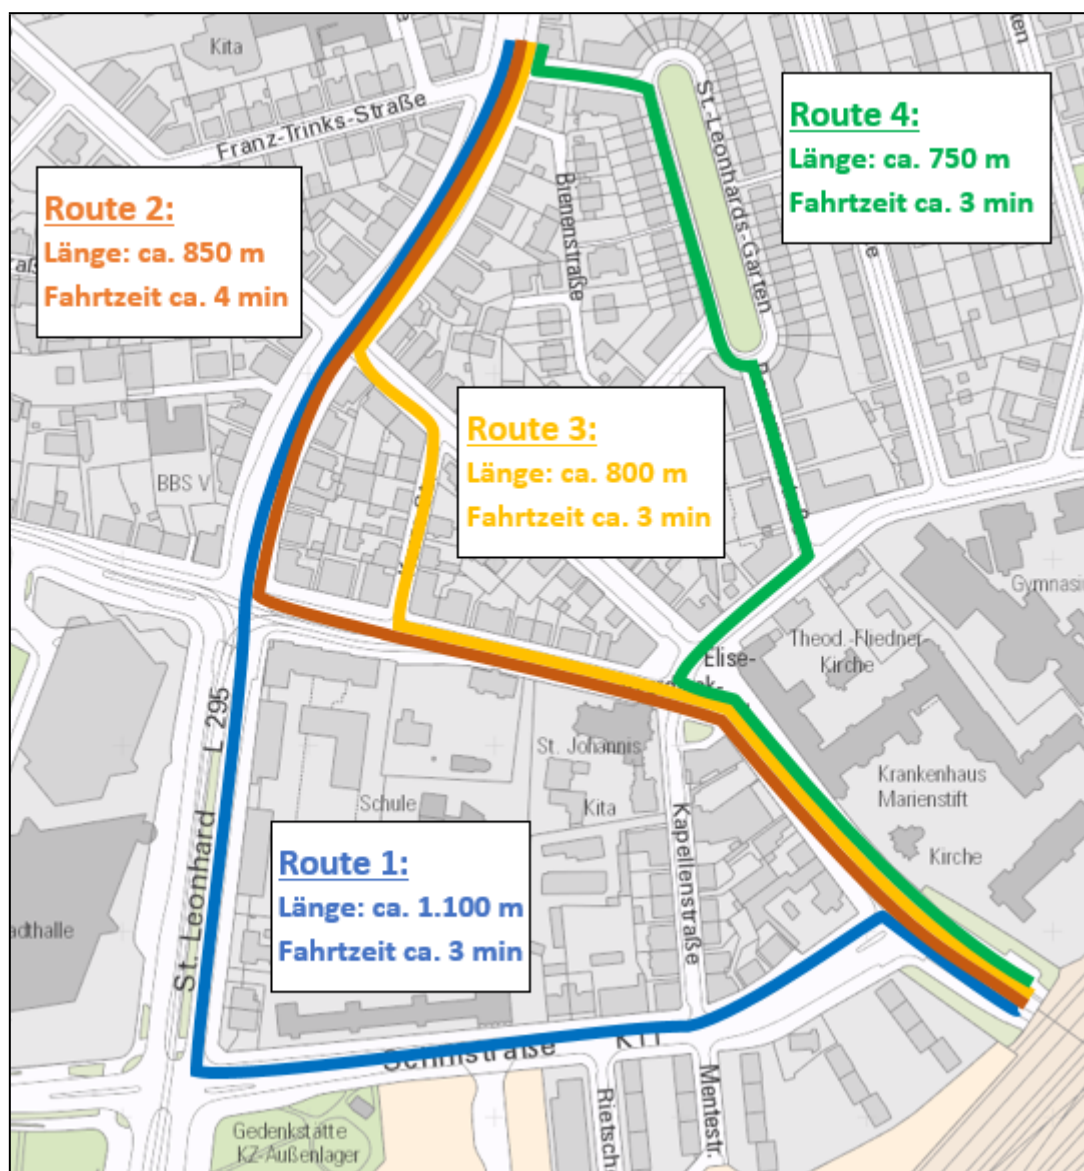 Kita
Franz-Trinks-Straße
St.-Leonhards-Garten
Bienenstraße
Route 4:
Länge: ca. 750 m
Fahrtzeit ca. 3 min
Route 2:
Länge: ca. 850 m
Fahrtzeit ca. 4 min
Route 3:
Länge: ca. 800 m
Fahrtzeit ca. 3 min
BBS V
Gymnasi
Theod.-Fliedner-
Kirche
Elise-
St. Leonhard L 295
St. Johannis
Kita
Schule
Krankenhaus
Marienstift
Kirche
Kapellenstraße
Route 1:
Länge: ca. 1.100 m
Fahrtzeit ca. 3 min
adthalle
K11
Mentestr.
Rietsch
Gedenkstätte
KZ-Außenlager